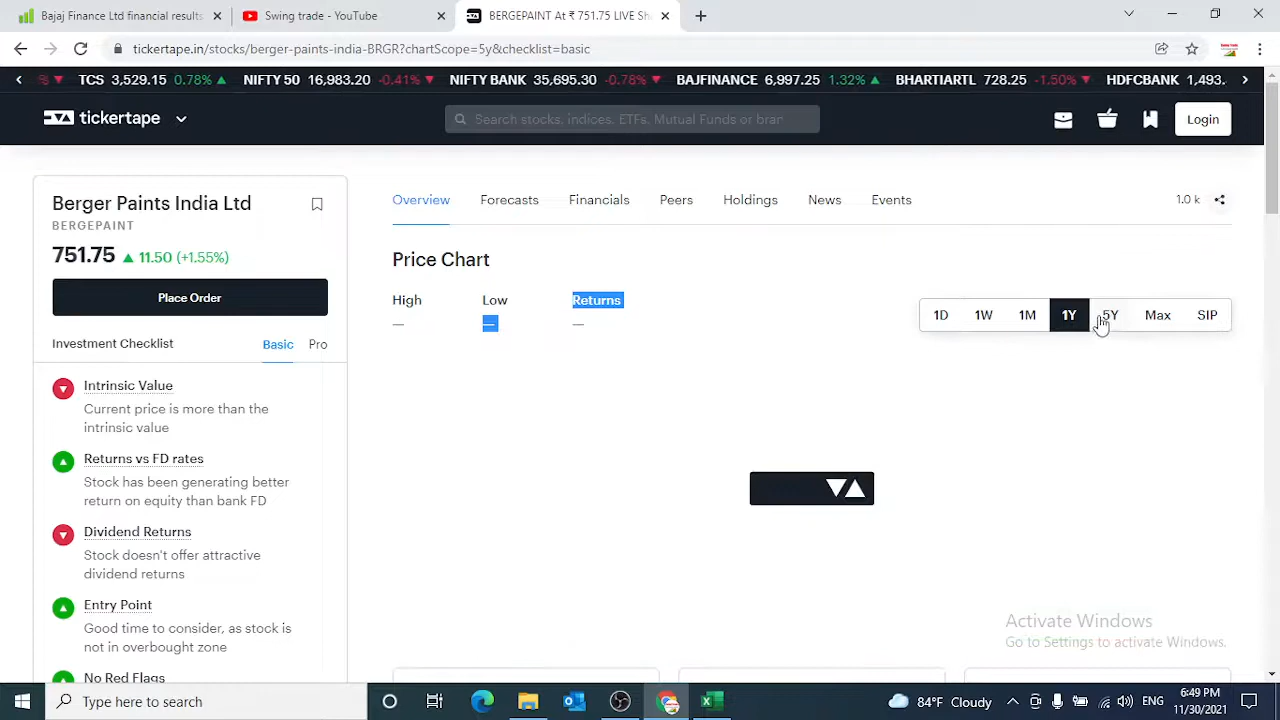 Bajaj Finance Ltd financial result
Swing trade - YouTube
BERGEPAINT At ₹ 751.75 LIVE Sha
tickertape.in/stocks/berger-paints-india-BRGR?chartScope=5y&checklist=basic
% TCS 3,529.15 0.78% NIFTY 50 16,983.20 -0.41% NIFTY BANK 35,695.30 -0.78% BAJFINANCE 6,997.25 1.32% BHARTIARTL 728.25 -1.50% HDFCBANK 1,493.
tickertape
Search stocks, indices, ETFs, Mutual Funds or bran
Login
Berger Paints India Ltd
BERGEPAINT
751.75 11.50 (+1.55%)
Place Order
Investment Checklist Basic Pro
Intrinsic Value
Current price is more than the
intrinsic value
Returns vs FD rates
Stock has been generating better
return on equity than bank FD
Dividend Returns
Stock doesn't offer attractive
dividend returns
Entry Point
Good time to consider, as stock is
not in overbought zone
No Red Flags
Overview Forecasts Financials Peers Holdings News Events 1.0 k
Price Chart
High Low Returns
— — —
1D 1W 1M 1Y 5Y Max SIP
Activate Windows
Go to Settings to activate Windows.
Type here to search
84°F Cloudy
ENG
6:49 PM
11/30/2021